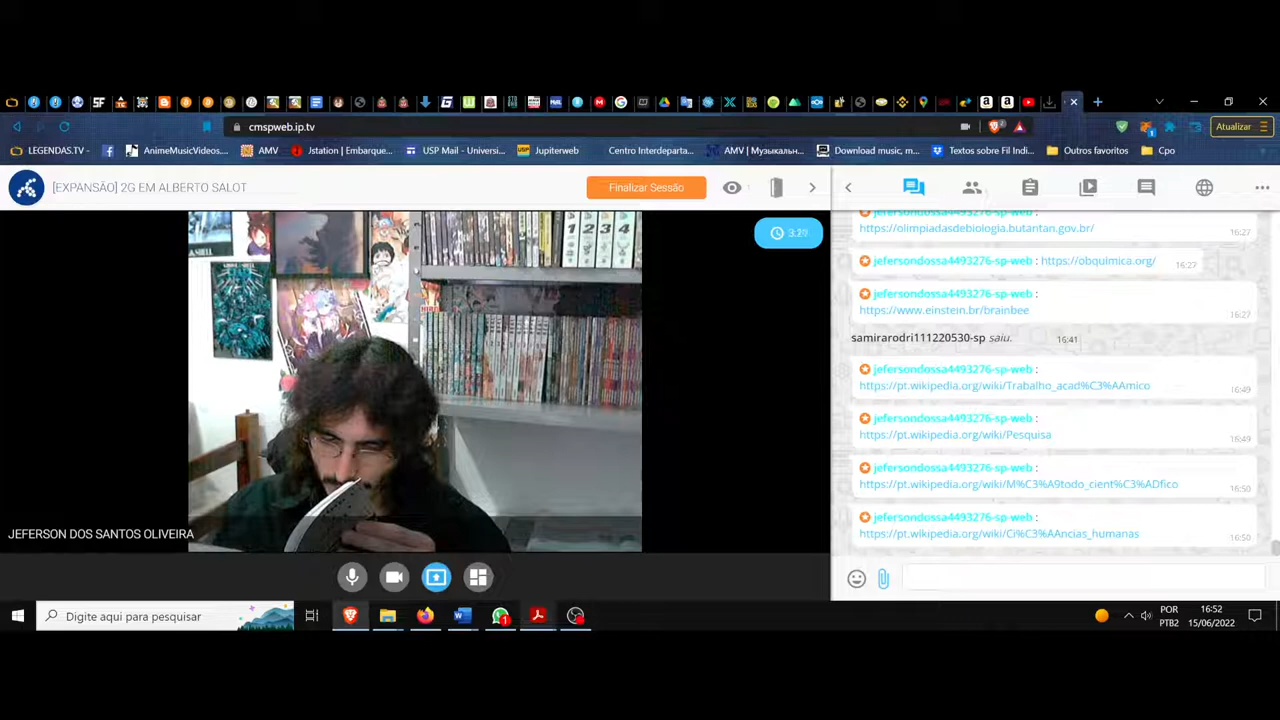 cmspweb.ip.tv
Atualizar
LEGENDAS.TV -
AnimeMusicVideos...
AMV
Jstation | Embarque...
USP Mail - Universi...
Jupiterweb
Centro Interdeparta...
AMV | Музыкальн...
Download music, m...
Textos sobre Fil Indi...
Outros favoritos
Cpo
[EXPANSÃO] 2G EM ALBERTO SALOT
Finalizar Sessão
1 2 3 4
JEFERSON DOS SANTOS OLIVEIRA
jefersondossa4493276-sp-web
https://olimpiadasdebiologia.butantan.gov.br/
16:27
jefersondossa4493276-sp-web : https://obquimica.org/
16:27
jefersondossa4493276-sp-web :
https://www.einstein.br/brainbee
16:27
samirarodri111220530-sp saiu.
16:41
jefersondossa4493276-sp-web :
https://pt.wikipedia.org/wiki/Trabalho_acad%C3%AAmico
16:49
jefersondossa4493276-sp-web :
https://pt.wikipedia.org/wiki/Pesquisa
16:49
jefersondossa4493276-sp-web :
https://pt.wikipedia.org/wiki/M%C3%A9todo_cient%C3%ADfico
16:50
jefersondossa4493276-sp-web :
https://pt.wikipedia.org/wiki/Ci%C3%AAncias_humanas
16:50
Digite aqui para pesquisar
POR
PTB2
16:52
15/06/2022